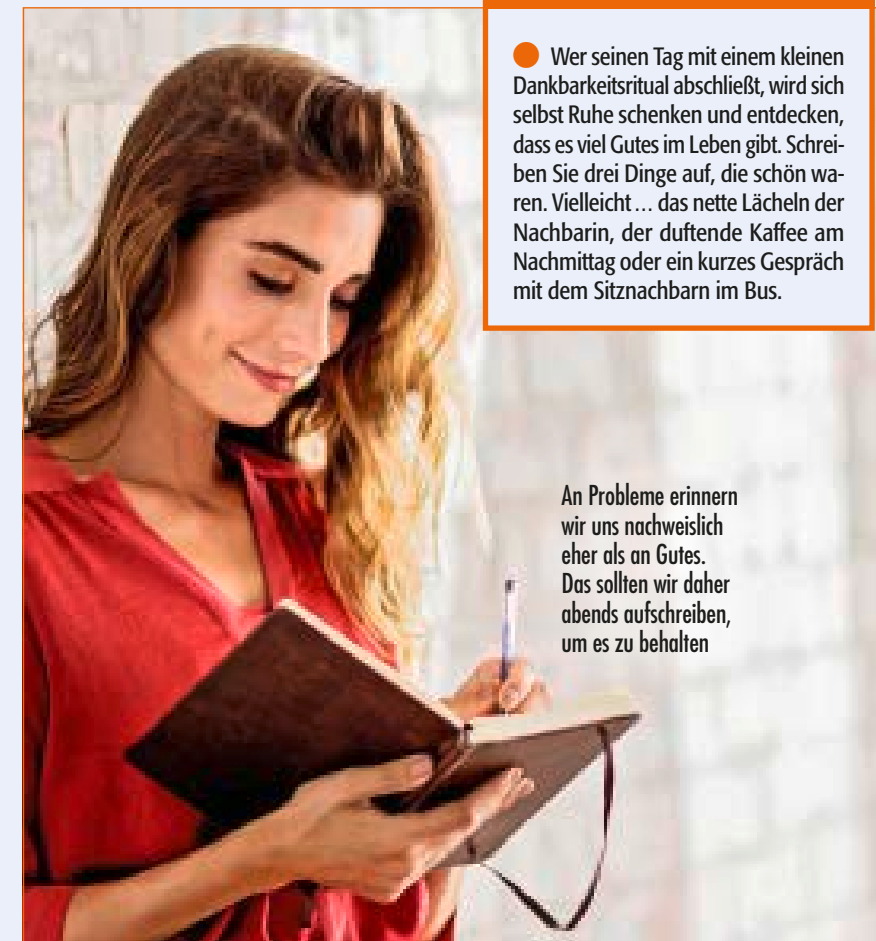 Wer seinen Tag mit einem kleinen
Dankbarkeitsritual abschließt, wird sich
selbst Ruhe schenken und entdecken,
dass es viel Gutes im Leben gibt. Schrei-
ben Sie drei Dinge auf, die schön wa-
ren. Vielleicht … das nette Lächeln der
Nachbarin, der duftende Kaffee am
Nachmittag oder ein kurzes Gespräch
mit dem Sitznachbarn im Bus.
An Probleme erinnern
wir uns nachweislich
eher als an Gutes.
Das sollten wir daher
abends aufschreiben,
um es zu behalten